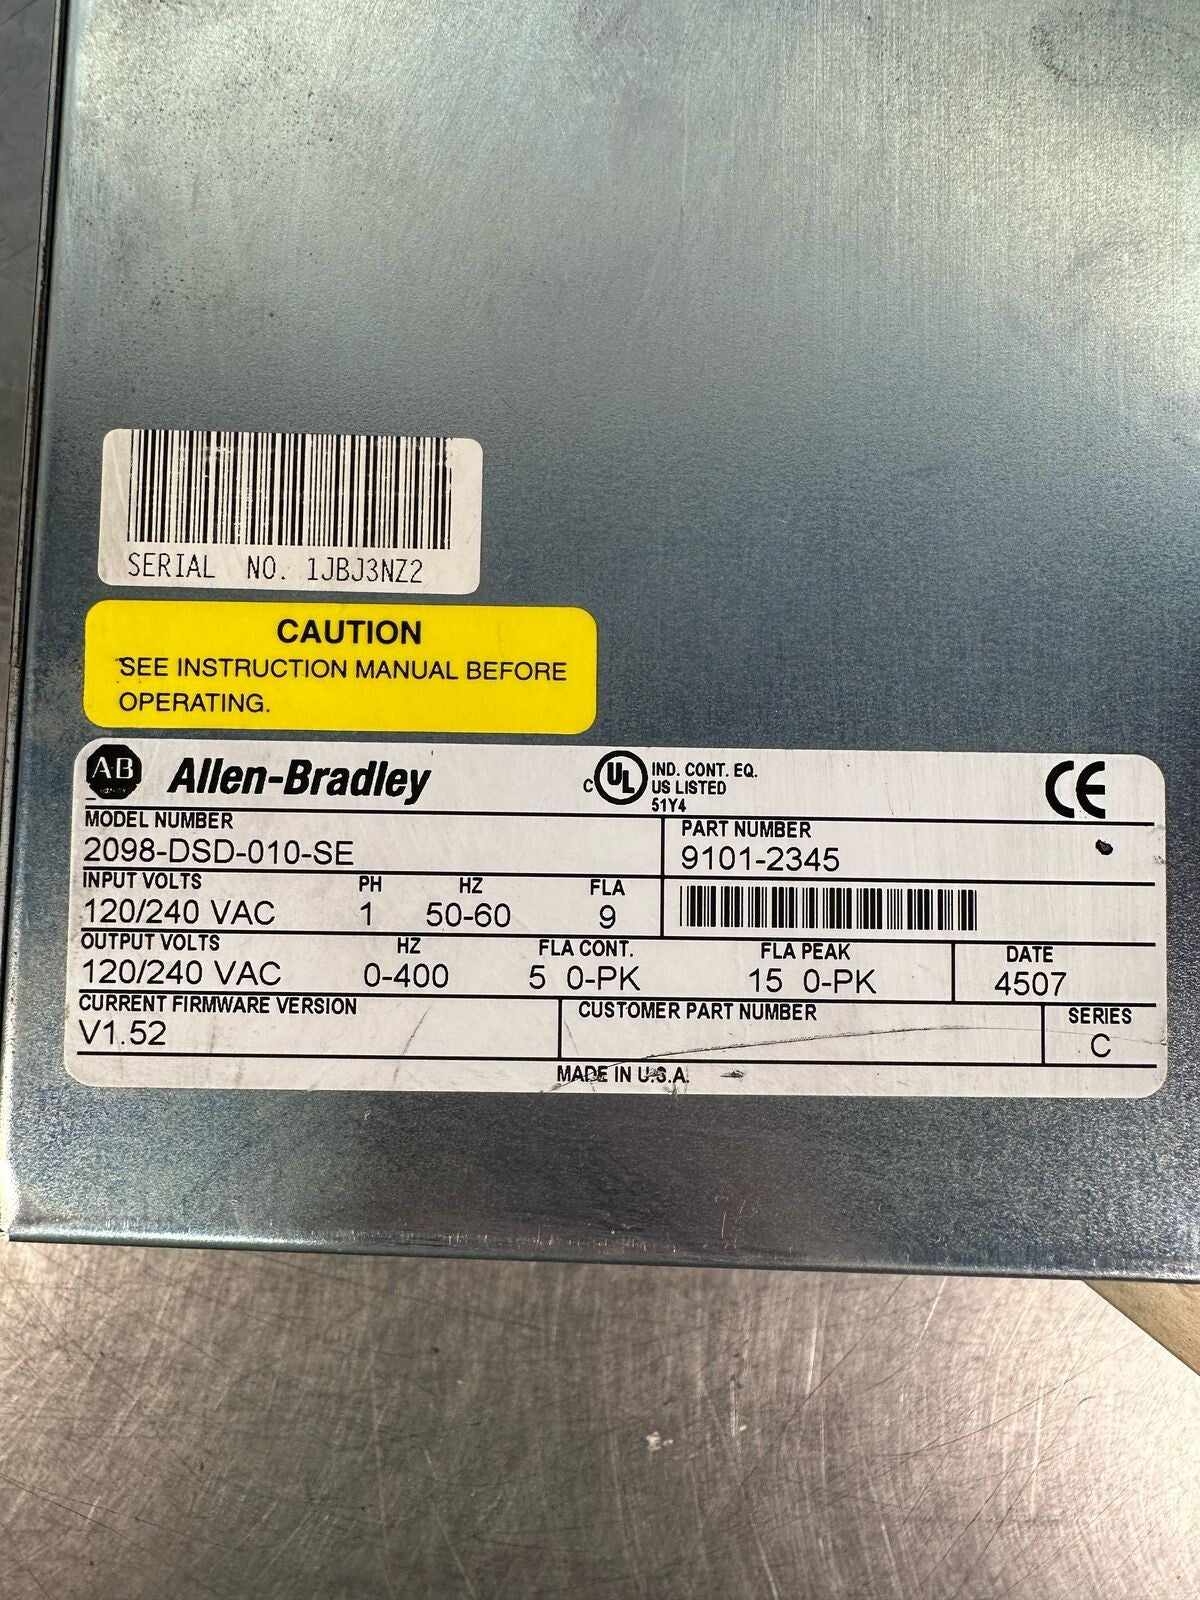 SERIAL NO. 1JBJ3NZ2
CAUTION
SEE INSTRUCTION MANUAL BEFORE
OPERATING.
AB Allen-Bradley
C UL IND. CONT. EQ.
US LISTED
51Y4
CE
MODEL NUMBER
2098-DSD-010-SE
PART NUMBER
9101-2345
INPUT VOLTS PH HZ FLA
120/240 VAC 1 50-60 9
OUTPUT VOLTS HZ FLA CONT. FLA PEAK DATE
120/240 VAC 0-400 5 0-PK 15 0-PK 4507
CURRENT FIRMWARE VERSION
V1.52
CUSTOMER PART NUMBER
SERIES
C
MADE IN U.S.A.